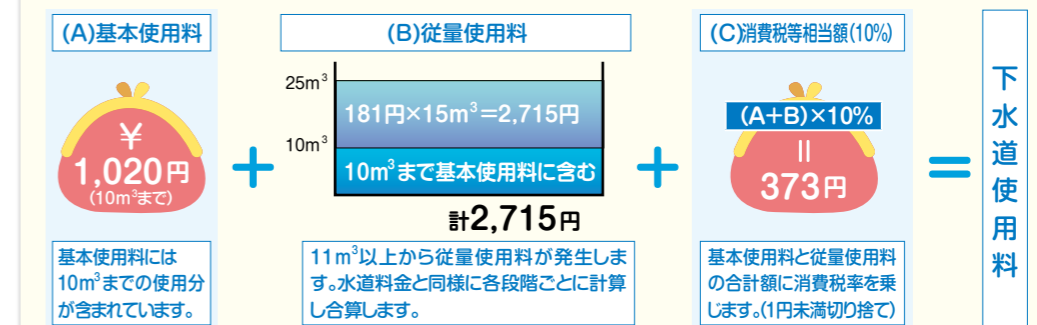 (A)基本使用料
¥
1,020円
(10m³まで)
基本使用料には
10m³までの使用分
が含まれています。
+
(B)従量使用料
25m³
181円×15m³=2,715円
10m³
10m³まで基本使用料に含む
計2,715円
11m³以上から従量使用料が発生しま
す。水道料金と同様に各段階ごとに計算
し合算します。
+
(C)消費税等相当額(10%)
(A+B)×10%
=
373円
基本使用料と従量使用料
の合計額に消費税率を乗
じます。(1円未満切り捨て)
=
下水道使用料